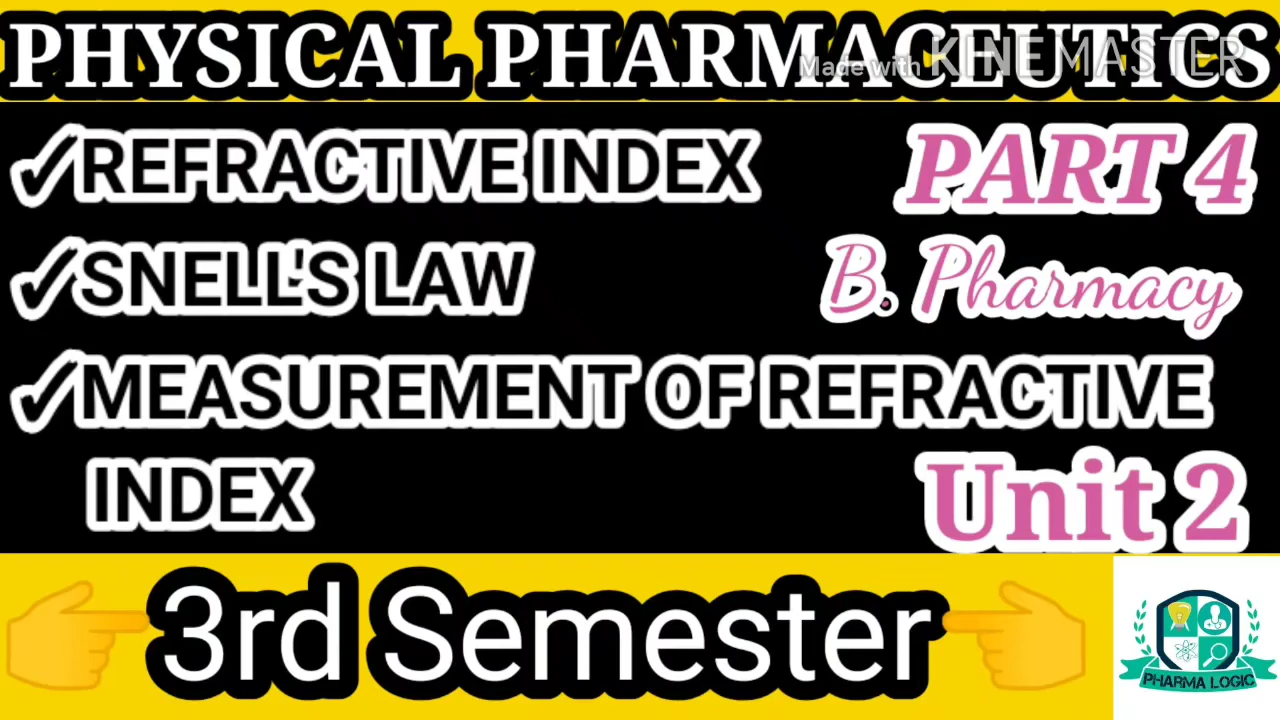 PHYSICAL PHARMACEUTICS
Made with KINEMASTER
✓REFRACTIVE INDEX
PART 4
✓SNELL'S LAW
B. Pharmacy
✓MEASUREMENT OF REFRACTIVE
INDEX
Unit 2
3rd Semester
PHARMA LOGIC